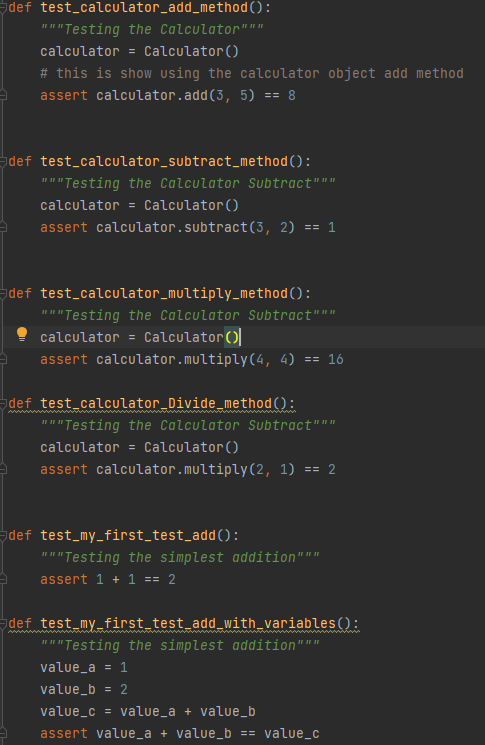 def test_calculator_add_method():
    """Testing the Calculator"""
    calculator = Calculator()
    # this is show using the calculator object add method
    assert calculator.add(3, 5) == 8
def test_calculator_subtract_method():
    """Testing the Calculator Subtract"""
    calculator = Calculator()
    assert calculator.subtract(3, 2) == 1
def test_calculator_multiply_method():
    """Testing the Calculator Subtract"""
    calculator = Calculator()
    assert calculator.multiply(4, 4) == 16
def test_calculator_Divide_method():
    """Testing the Calculator Subtract"""
    calculator = Calculator()
    assert calculator.multiply(2, 1) == 2
def test_my_first_test_add():
    """Testing the simplest addition"""
    assert 1 + 1 == 2
def test_my_first_test_add_with_variables():
    """Testing the simplest addition"""
    value_a = 1
    value_b = 2
    value_c = value_a + value_b
    assert value_a + value_b == value_c